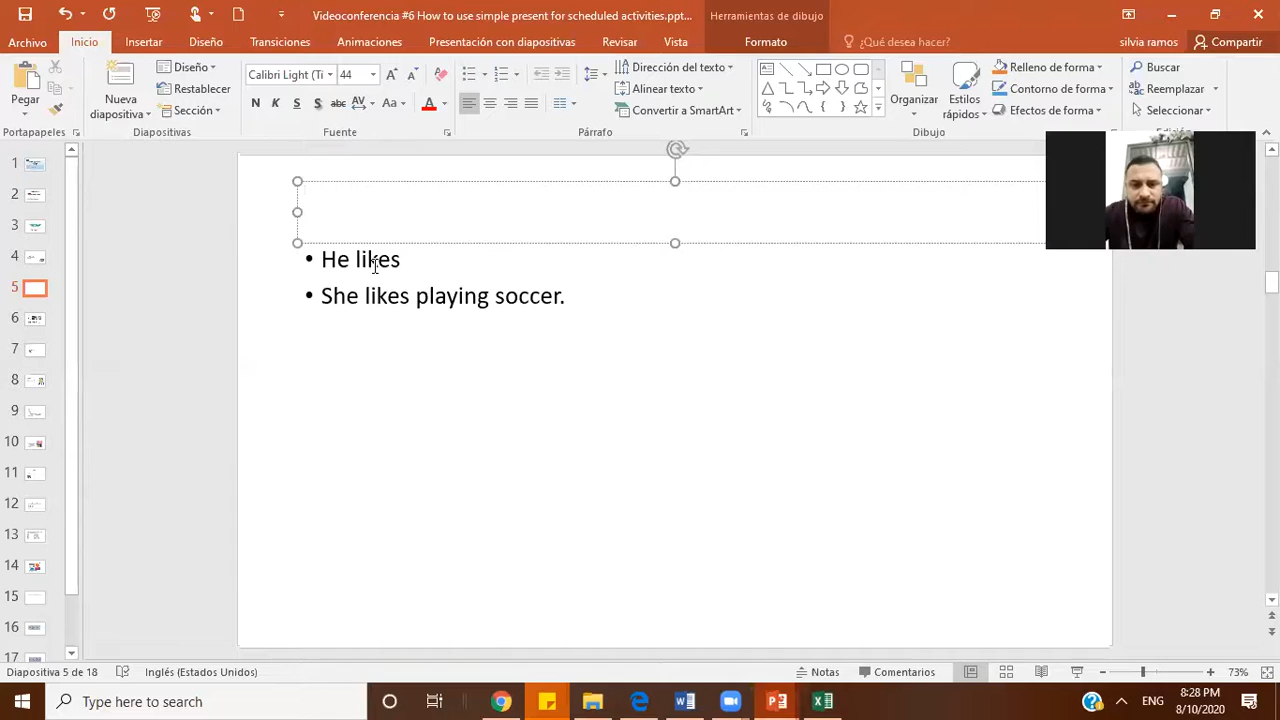 Videoconferencia #6 How to use simple present for scheduled activities.ppt...
Herramientas de dibujo
Archivo
Inicio
Insertar
Diseño
Transiciones
Animaciones
Presentación con diapositivas
Revisar
Vista
Formato
¿Qué desea hacer?
silvia ramos
Compartir
Pegar
Portapapeles
Nueva diapositiva
Diseño
Restablecer
Sección
Diapositivas
Calibri Light (Tí
44
N K S S abc AV Aa A
Fuente
Dirección del texto
Alinear texto
Convertir a SmartArt
Párrafo
Organizar
Estilos rápidos
Relleno de forma
Contorno de forma
Efectos de forma
Dibujo
Buscar
Reemplazar
Seleccionar
1
2
3
4
5
6
7
8
9
10
11
12
13
14
15
16
17
• He likes
• She likes playing soccer.
Diapositiva 5 de 18
Inglés (Estados Unidos)
Notas
Comentarios
73%
Type here to search
ENG
8:28 PM
8/10/2020